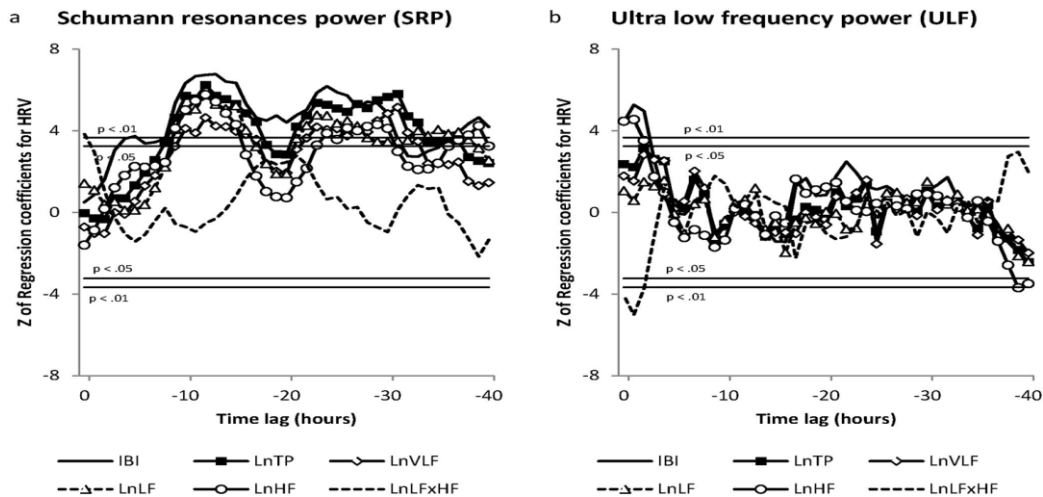 a Schumann resonances power (SRP)
8
4
0
-4
-8
Z of Regression coefficients for HRV
p < .01
p < .05
p < .05
p < .01
0 -10 -20 -30 -40
Time lag (hours)
IBI LnTP LnVLF
LnLF LnHF LnLFxHF
b Ultra low frequency power (ULF)
8
4
0
-4
-8
Z of Regression coefficients for HRV
p < .01
p < .05
p < .05
p < .01
0 -10 -20 -30 -40
Time lag (hours)
IBI LnTP LnVLF
LnLF LnHF LnLFxHF